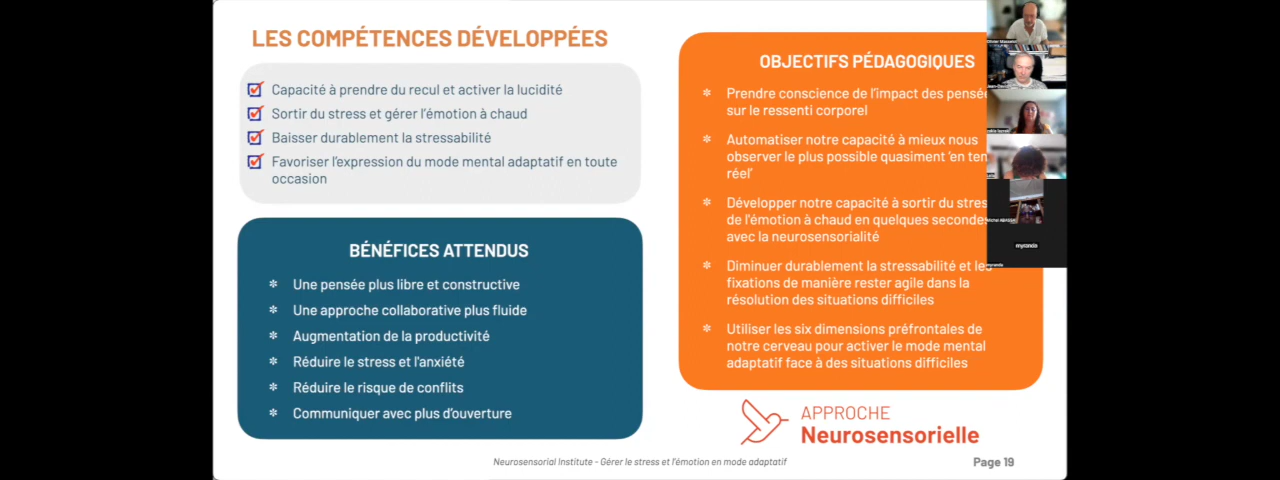 LES COMPÉTENCES DÉVELOPPÉES
Capacité à prendre du recul et activer la lucidité
Sortir du stress et gérer l'émotion à chaud
Baisser durablement la stressabilité
Favoriser l'expression du mode mental adaptatif en toute
occasion
BÉNÉFICES ATTENDUS
Une pensée plus libre et constructive
Une approche collaborative plus fluide
Augmentation de la productivité
Réduire le stress et l'anxiété
Réduire le risque de conflits
Communiquer avec plus d'ouverture
OBJECTIFS PÉDAGOGIQUES
Prendre conscience de l'impact des pensée
sur le ressenti corporel
Automatiser notre capacité à mieux nous
observer le plus possible quasiment 'en tem
réel'
Développer notre capacité à sortir du stres
de l'émotion à chaud en quelques seconde
avec la neurosensorialité
Diminuer durablement la stressabilité et les
fixations de manière rester agile dans la
résolution des situations difficiles
Utiliser les six dimensions préfrontales de
notre cerveau pour activer le mode mental
adaptatif face à des situations difficiles
APPROCHE
Neurosensorielle
Neurosensorial Institute - Gérer le stress et l'émotion en mode adaptatif
Page 19